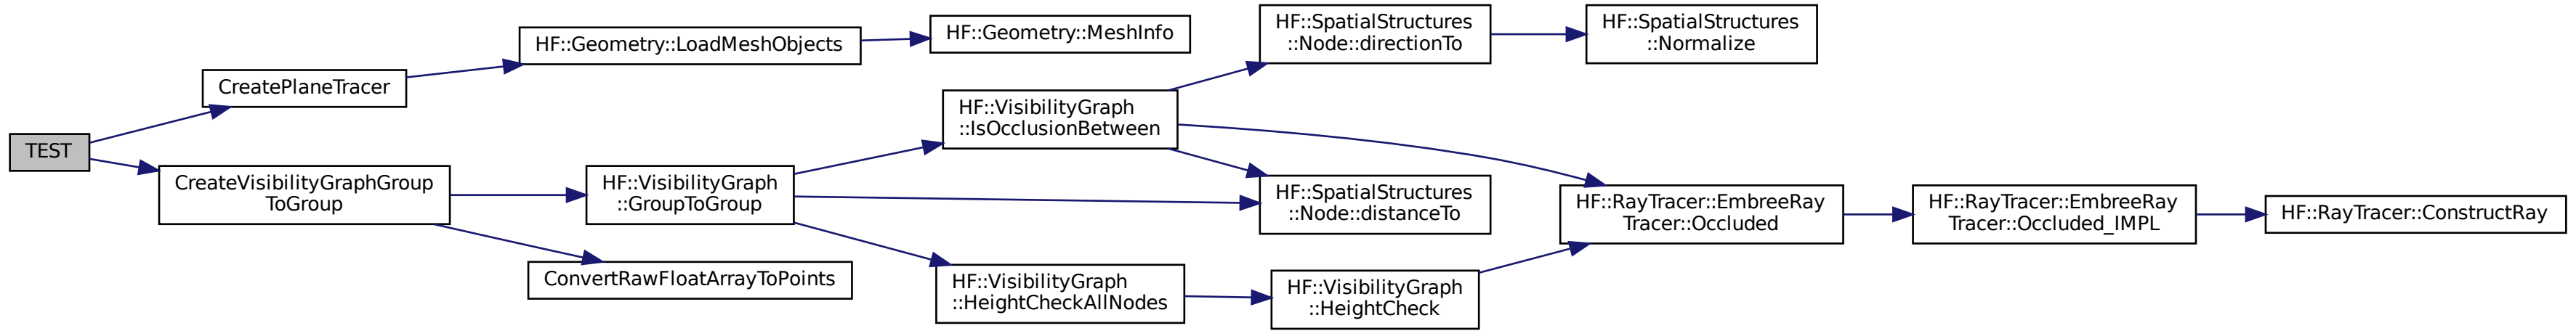 TEST
CreatePlaneTracer
HF::Geometry::LoadMeshObjects
HF::Geometry::MeshInfo
CreateVisibilityGraphGroup
ToGroup
HF::VisibilityGraph
::GroupToGroup
ConvertRawFloatArrayToPoints
HF::VisibilityGraph
::IsOcclusionBetween
HF::VisibilityGraph
::HeightCheckAllNodes
HF::SpatialStructures
::Node::directionTo
HF::SpatialStructures
::Normalize
HF::SpatialStructures
::Node::distanceTo
HF::VisibilityGraph
::HeightCheck
HF::RayTracer::EmbreeRay
Tracer::Occluded
HF::RayTracer::EmbreeRay
Tracer::Occluded_IMPL
HF::RayTracer::ConstructRay